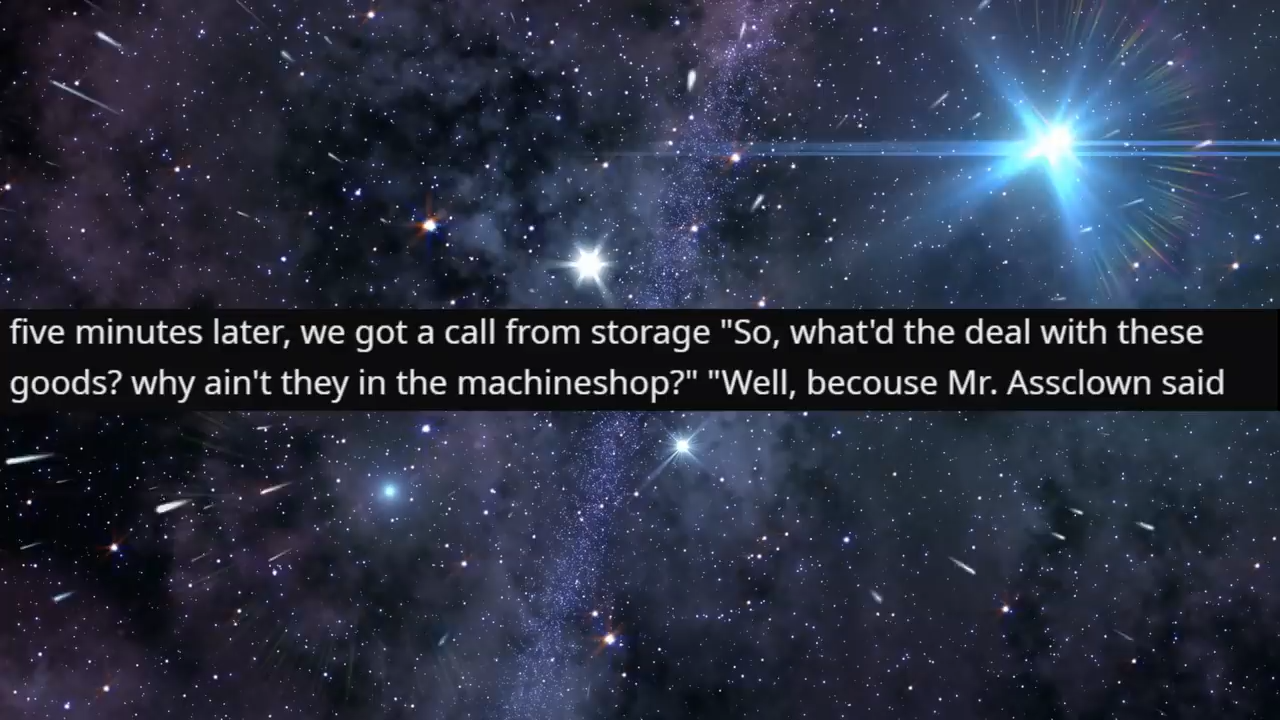 five minutes later, we got a call from storage "So, what'd the deal with these
goods? why ain't they in the machineshop?" "Well, becouse Mr. Assclown said